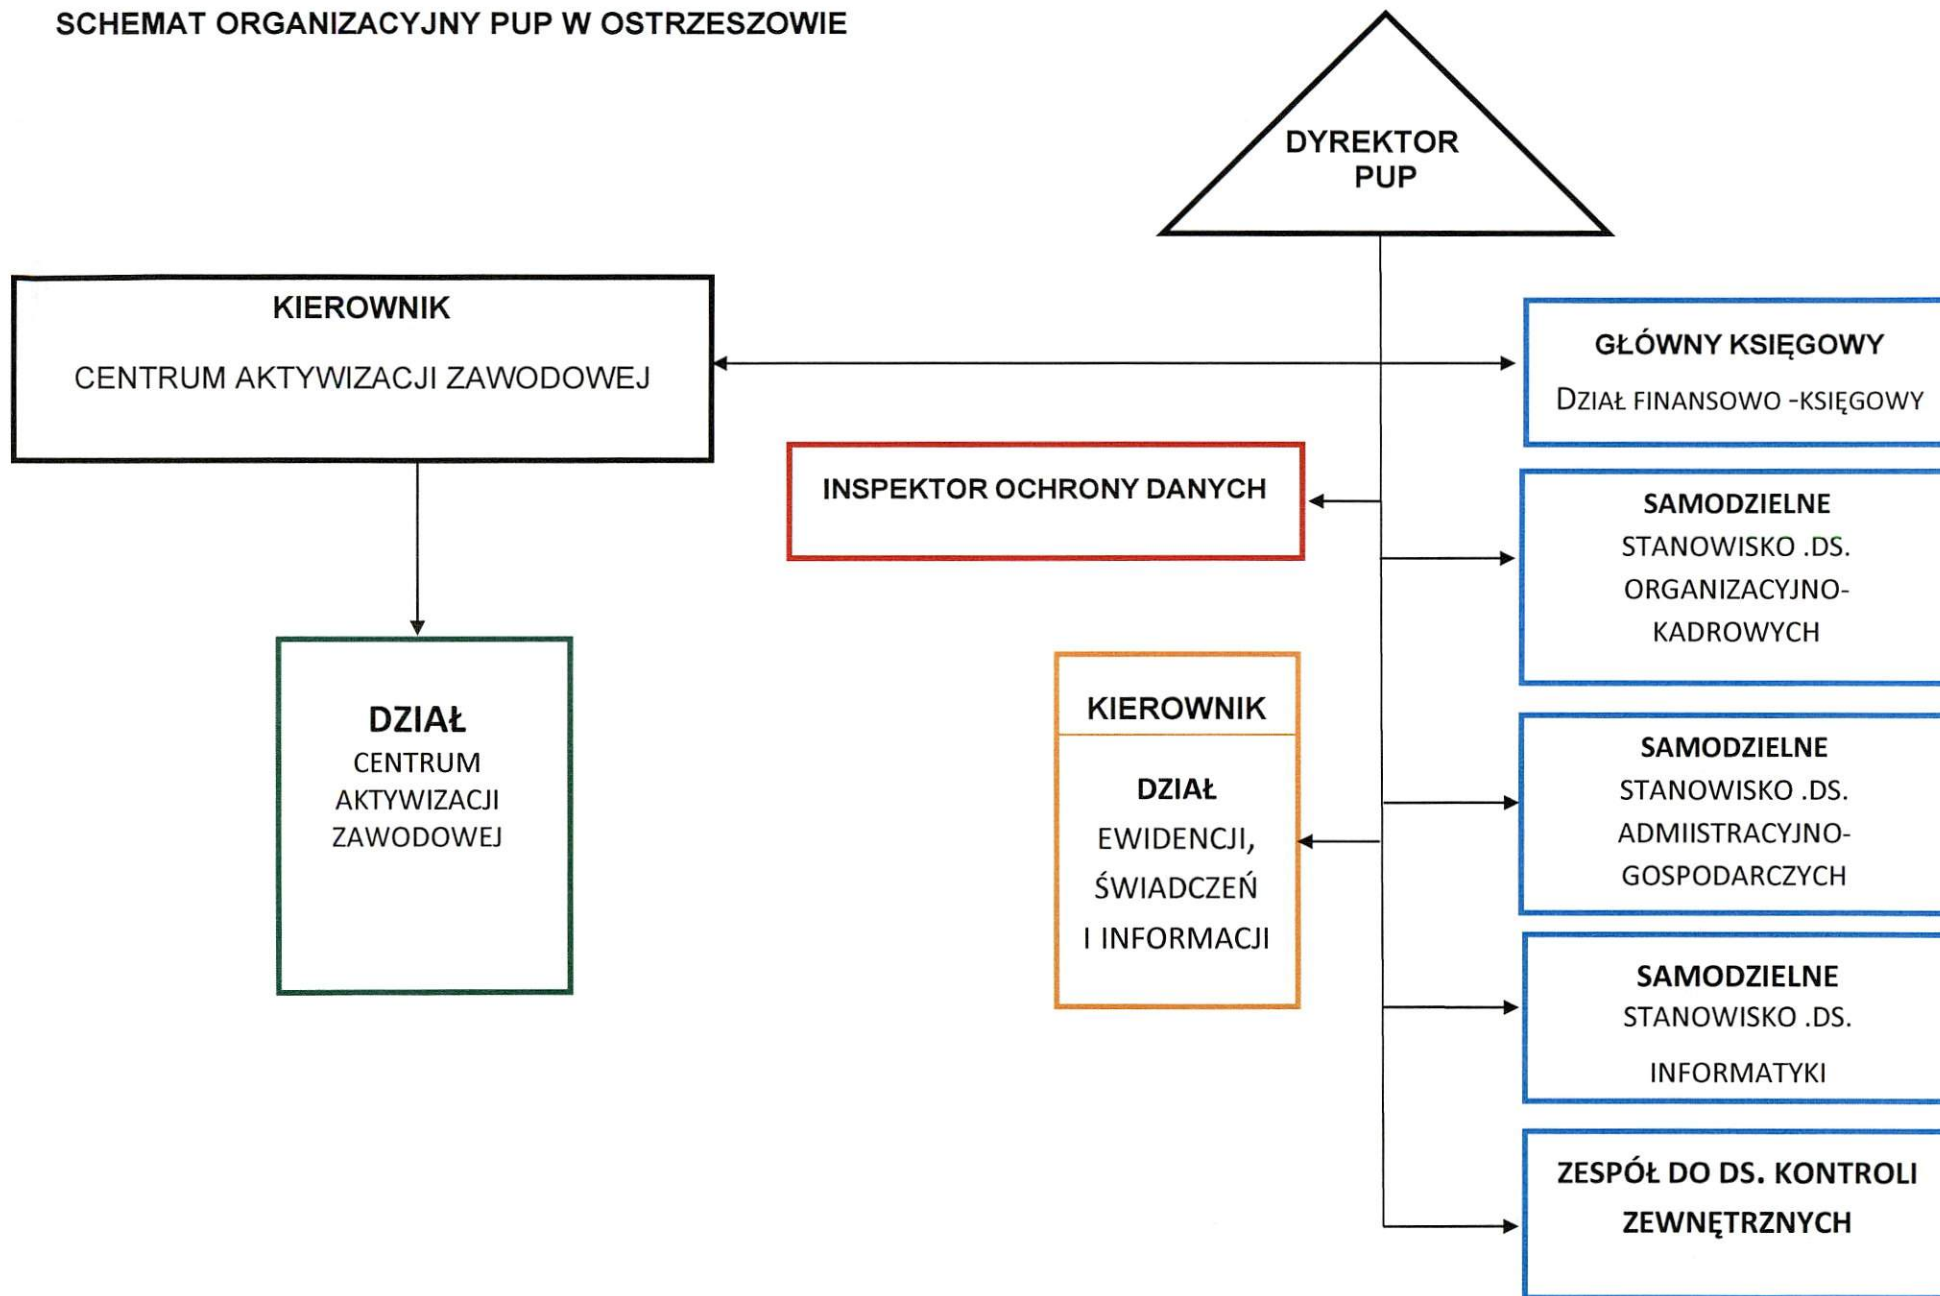 SCHEMAT ORGANIZACYJNY PUP W OSTRZESZOWIE
DYREKTOR
PUP
KIEROWNIK
CENTRUM AKTYWIZACJI ZAWODOWEJ
GŁÓWNY KSIĘGOWY
DZIAŁ FINANSOWO -KSIĘGOWY
INSPEKTOR OCHRONY DANYCH
SAMODZIELNE
STANOWISKO .DS.
ORGANIZACYJNO-
KADROWYCH
DZIAŁ
CENTRUM
AKTYWIZACJI
ZAWODOWEJ
KIEROWNIK
DZIAŁ
EWIDENCJI,
ŚWIADCZEŃ
I INFORMACJI
SAMODZIELNE
STANOWISKO .DS.
ADMIISTRACYJNO-
GOSPODARCZYCH
SAMODZIELNE
STANOWISKO .DS.
INFORMATYKI
ZESPÓŁ DO DS. KONTROLI
ZEWNĘTRZNYCH